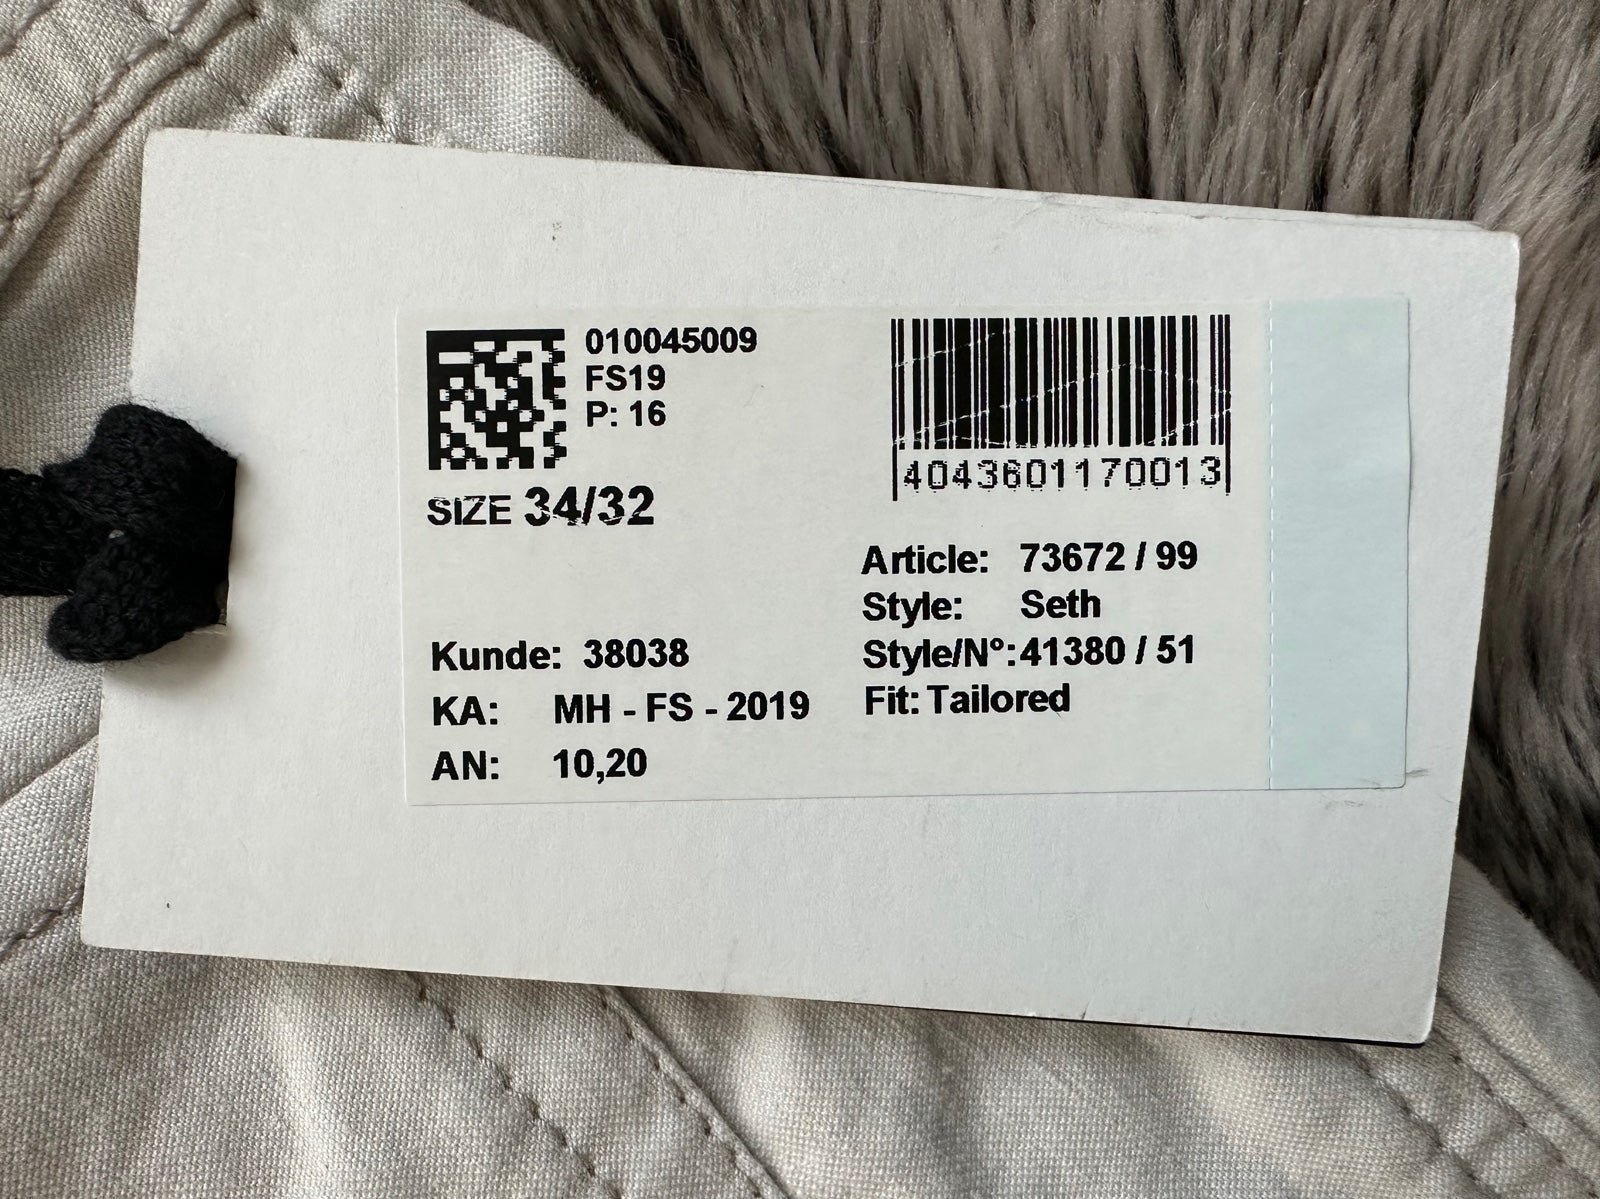 010045009
FS19
P: 16
SIZE 34/32
Kunde: 38038
KA: MH - FS - 2019
AN: 10,20
4043601170013
Article: 73672 / 99
Style: Seth
Style/N°: 41380 / 51
Fit: Tailored